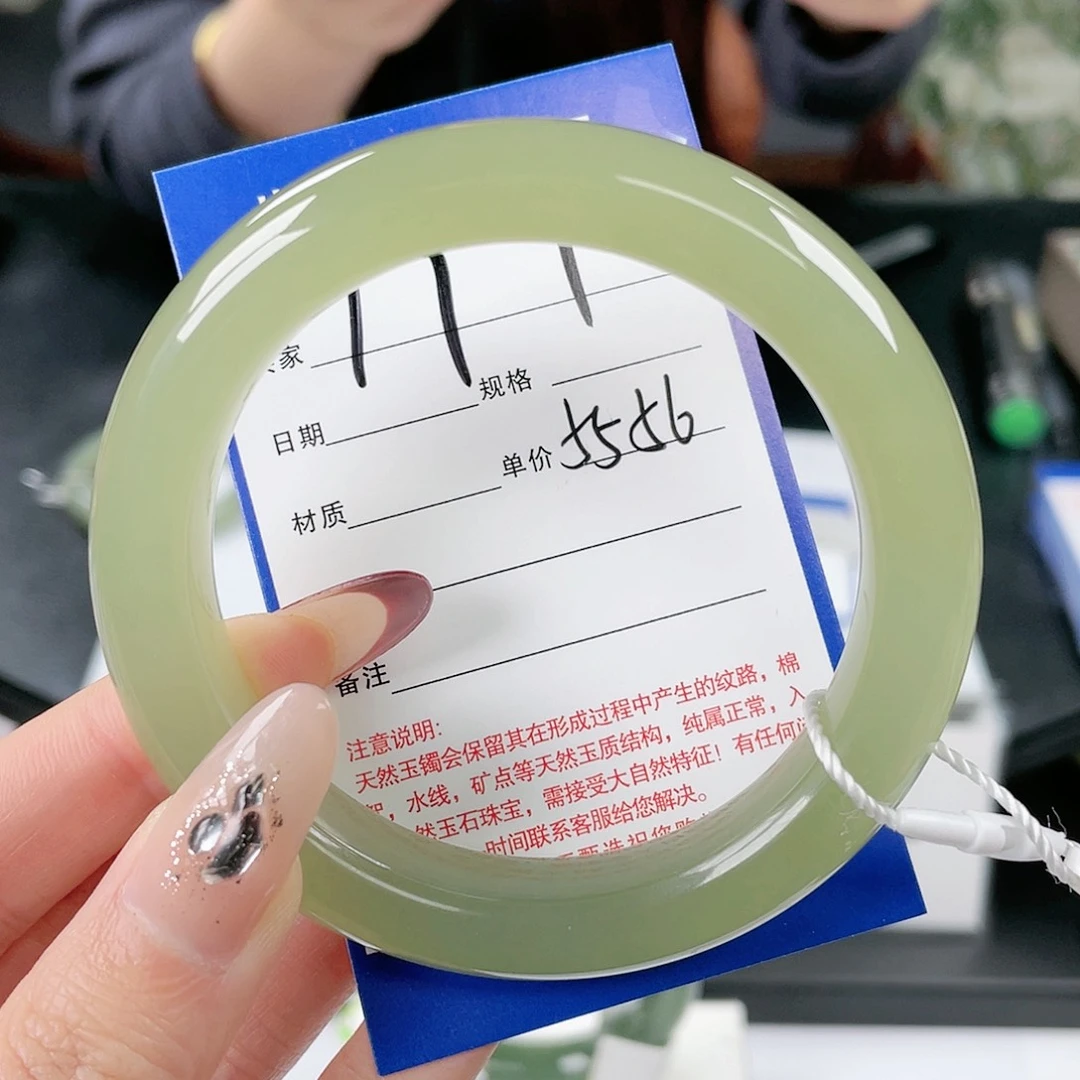 家
规格
日期
单价 5556
材质
备注
注意说明:
天然玉镯会保留其在形成过程中产生的纹路，棉
，水线，矿点等天然玉质结构，纯属正常，入
然玉石珠宝，需接受大自然特征！有任何
时间联系客服给您解决。